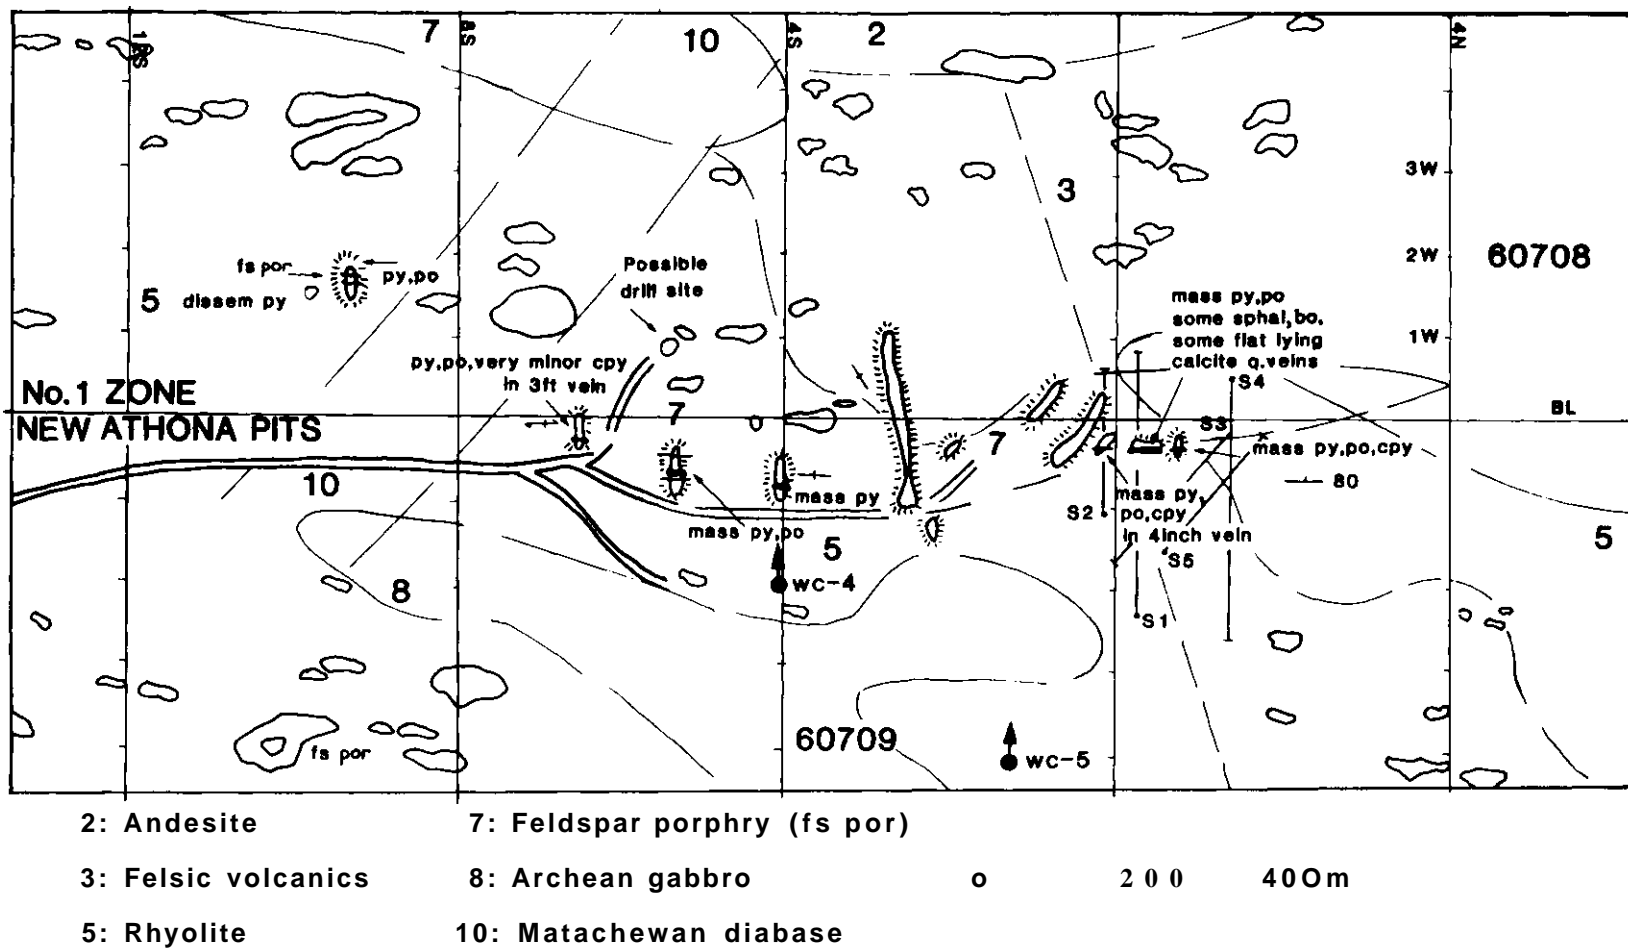 7
8S
10
4S
2
4N
3
3W
2W
60708
1W
fs por
py,po
5
dissem py
Possible
drill site
mass py,po
some sphal,bo.
some flat lying
calcite q.veins
py,po,very minor cpy
in 3ft vein
S4
No.1 ZONE
7
S3
BL
NEW ATHONA PITS
7
mass py,po,cpy
80
10
mass py
mass py,
po,cpy
in 4inch vein
S2
mass py,po
5
S5
5
8
WC-4
S1
60709
fs por
WC-5
2: Andesite
7: Feldspar porphry (fs por)
3: Felsic volcanics
8: Archean gabbro
o 200 400m
5: Rhyolite
10: Matachewan diabase